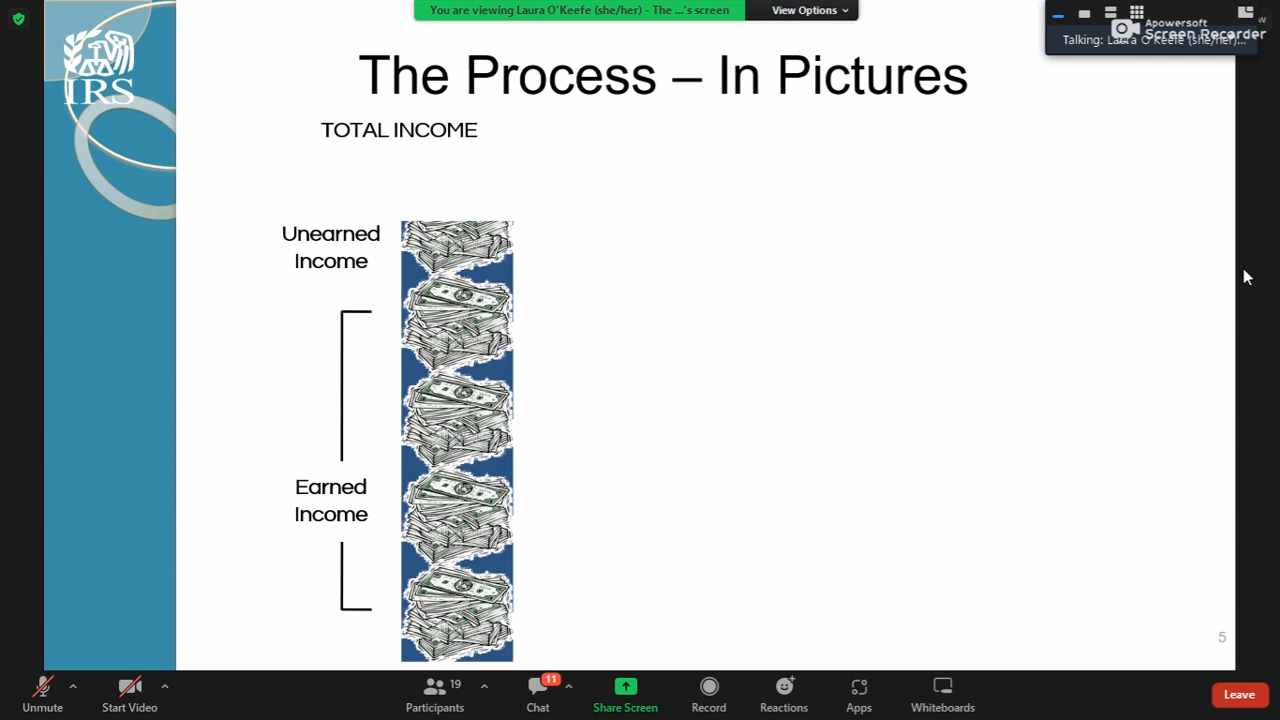 You are viewing Laura O'Keefe (she/her) - The ...'s screen
View Options
Apowersoft
Screen Recorder
Talking: Laura O'Keefe (she/her)...
IRS
The Process – In Pictures
TOTAL INCOME
Unearned
Income
Earned
Income
5
Unmute
Start Video
19
Participants
11
Chat
Share Screen
Record
Reactions
Apps
Whiteboards
Leave